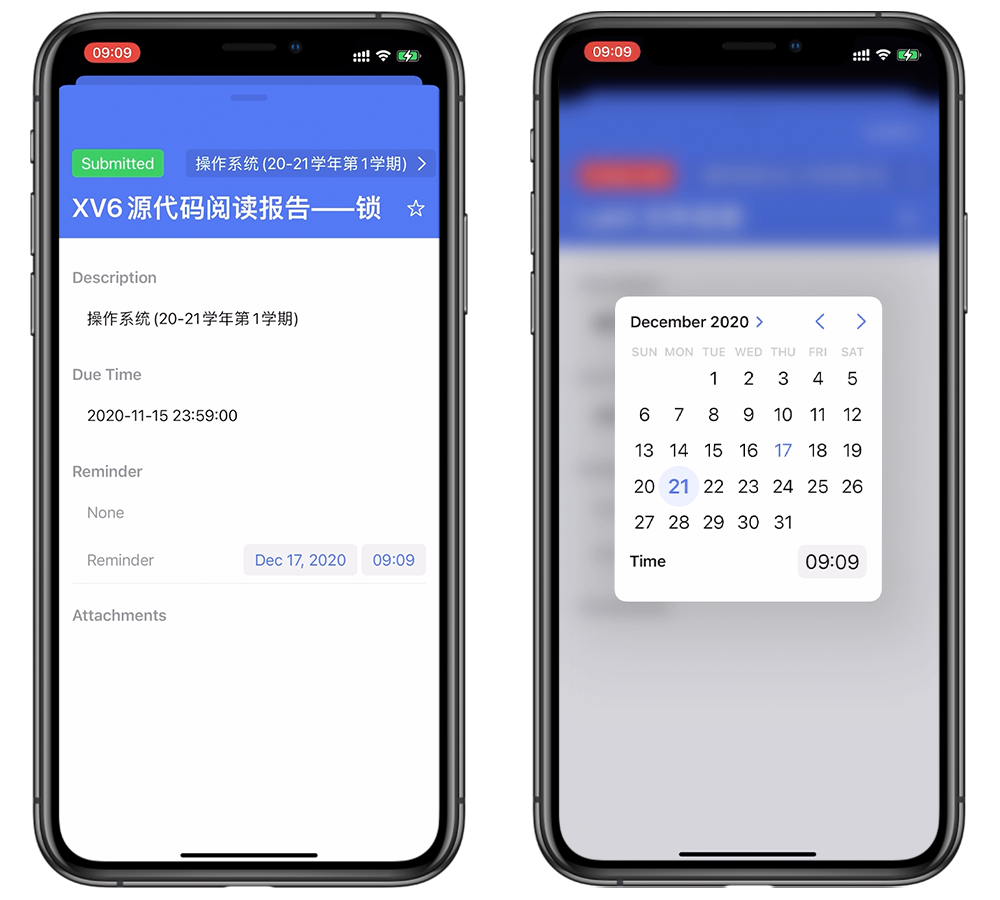 09:09
Submitted
操作系统 (20-21学年第1学期)
XV6 源代码阅读报告——锁
Description
操作系统 (20-21学年第1学期)
Due Time
2020-11-15 23:59:00
Reminder
None
Reminder Dec 17, 2020 09:09
Attachments
09:09
December 2020
SUN MON TUE WED THU FRI SAT
1 2 3 4 5
6 7 8 9 10 11 12
13 14 15 16 17 18 19
20 21 22 23 24 25 26
27 28 29 30 31
Time 09:09